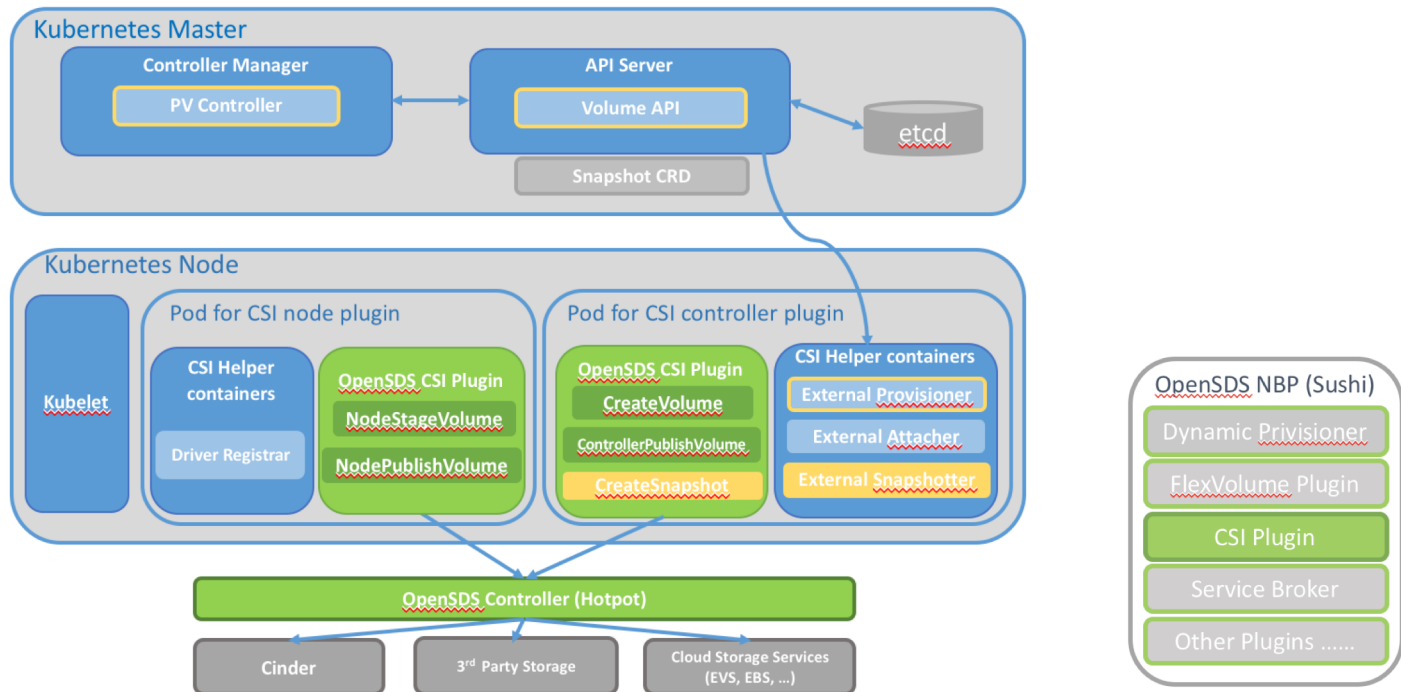 Kubernetes Master
Controller Manager
PV Controller
API Server
Volume API
Snapshot CRD
etcd
Kubernetes Node
Kubelet
Pod for CSI node plugin
CSI Helper
containers
Driver Registrar
OpenSDS CSI Plugin
NodeStageVolume
NodePublishVolume
Pod for CSI controller plugin
OpenSDS CSI Plugin
CreateVolume
ControllerPublishVolume
CreateSnapshot
CSI Helper containers
External Provisioner
External Attacher
External Snapshotter
OpenSDS Controller (Hotpot)
Cinder
3rd Party Storage
Cloud Storage Services
(EVS, EBS, ...)
OpenSDS NBP (Sushi)
Dynamic Privisioner
FlexVolume Plugin
CSI Plugin
Service Broker
Other Plugins ......